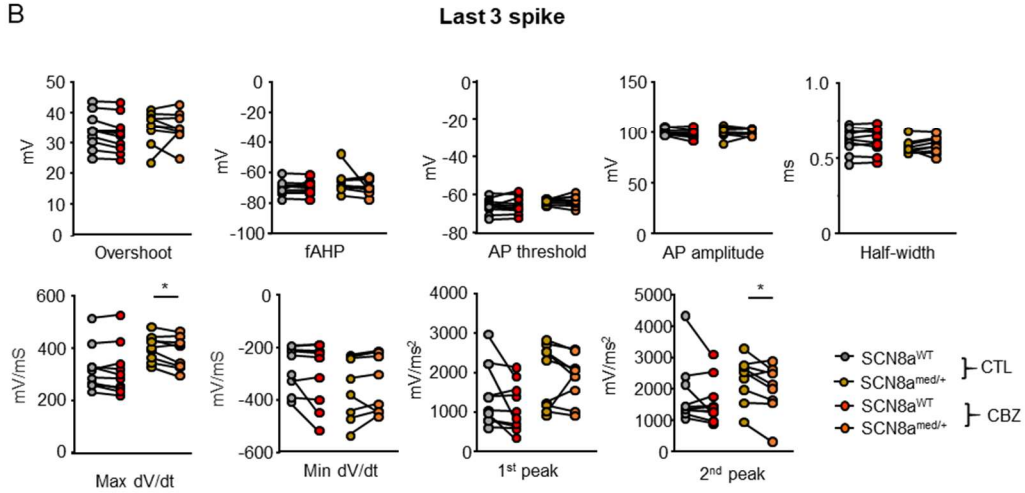 B
Last 3 spike
50
40
30
20
10
0
mV
Overshoot
0
-20
-40
-60
-80
-100
mV
fAHP
0
-20
-40
-60
-80
mV
AP threshold
150
100
50
0
mV
AP amplitude
1.0
0.5
0
ms
Half-width
600
400
200
0
mV/mS
*
Max dV/dt
0
-200
-400
-600
mV/mS
Min dV/dt
4000
3000
2000
1000
0
mV/ms²
1st peak
5000
4000
3000
2000
1000
0
mV/ms²
*
2nd peak
SCN8aWT
SCN8amed/+
CTL
SCN8aWT
SCN8amed/+
CBZ